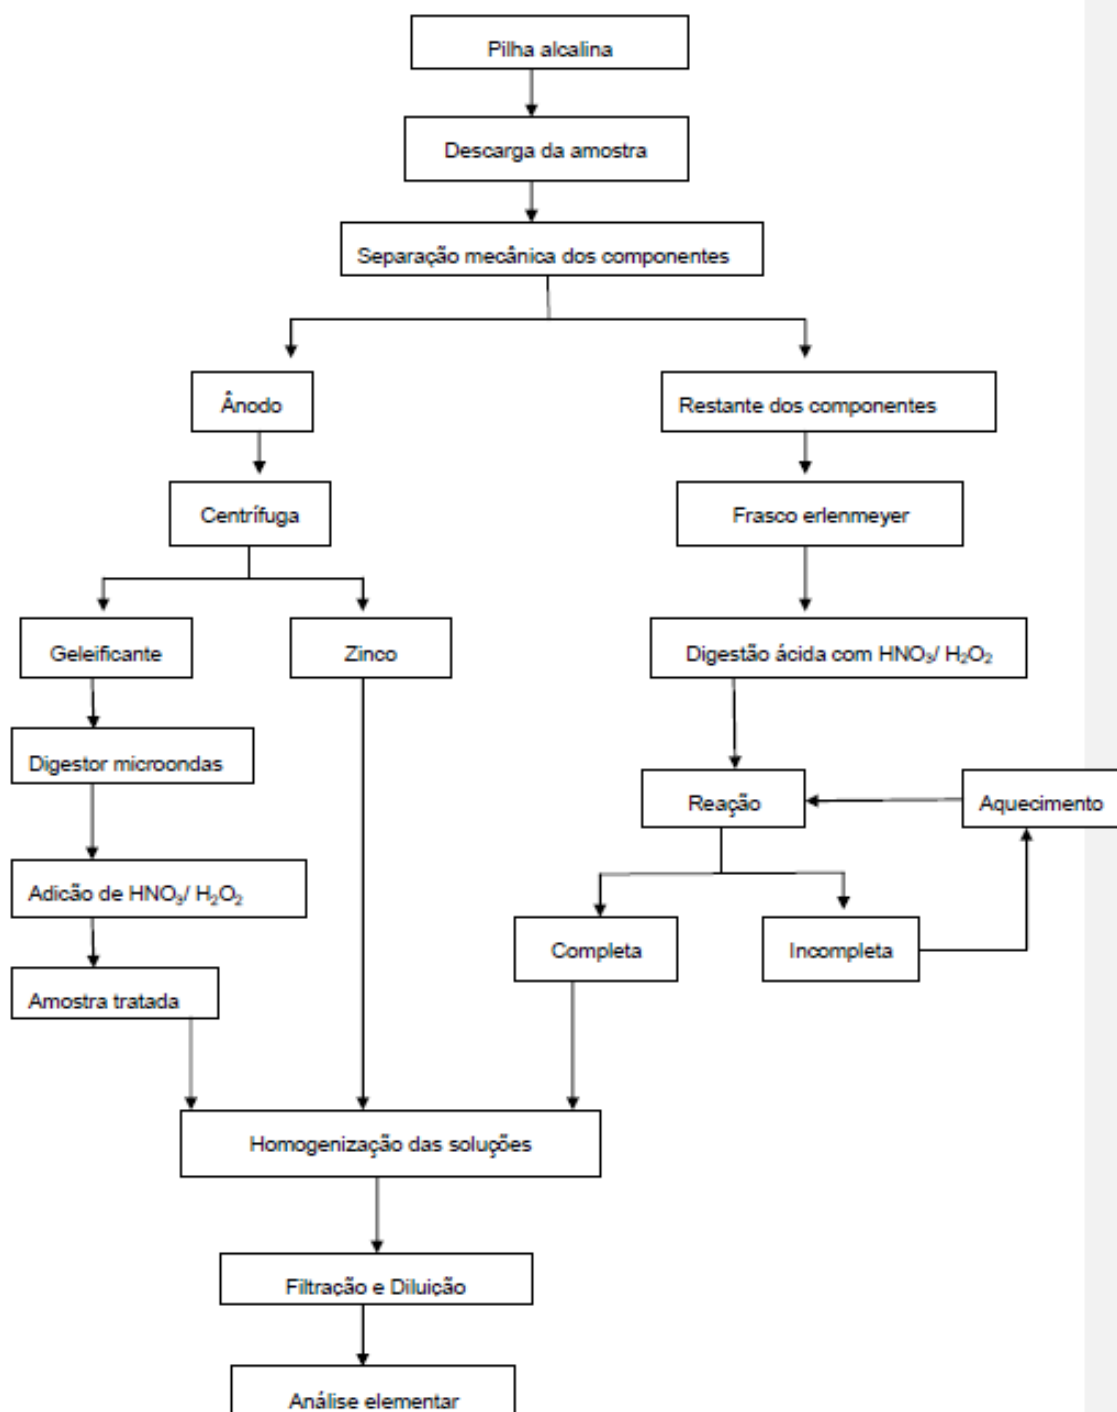 Pilha alcalina
Descarga da amostra
Separação mecânica dos componentes
Ânodo
Restante dos componentes
Centrífuga
Frasco erlenmeyer
Geleificante
Zinco
Digestão ácida com HNO₃/ H₂O₂
Digestor microondas
Reação
Aquecimento
Adicão de HNO₃/ H₂O₂
Completa
Incompleta
Amostra tratada
Homogenização das soluções
Filtração e Diluição
Análise elementar